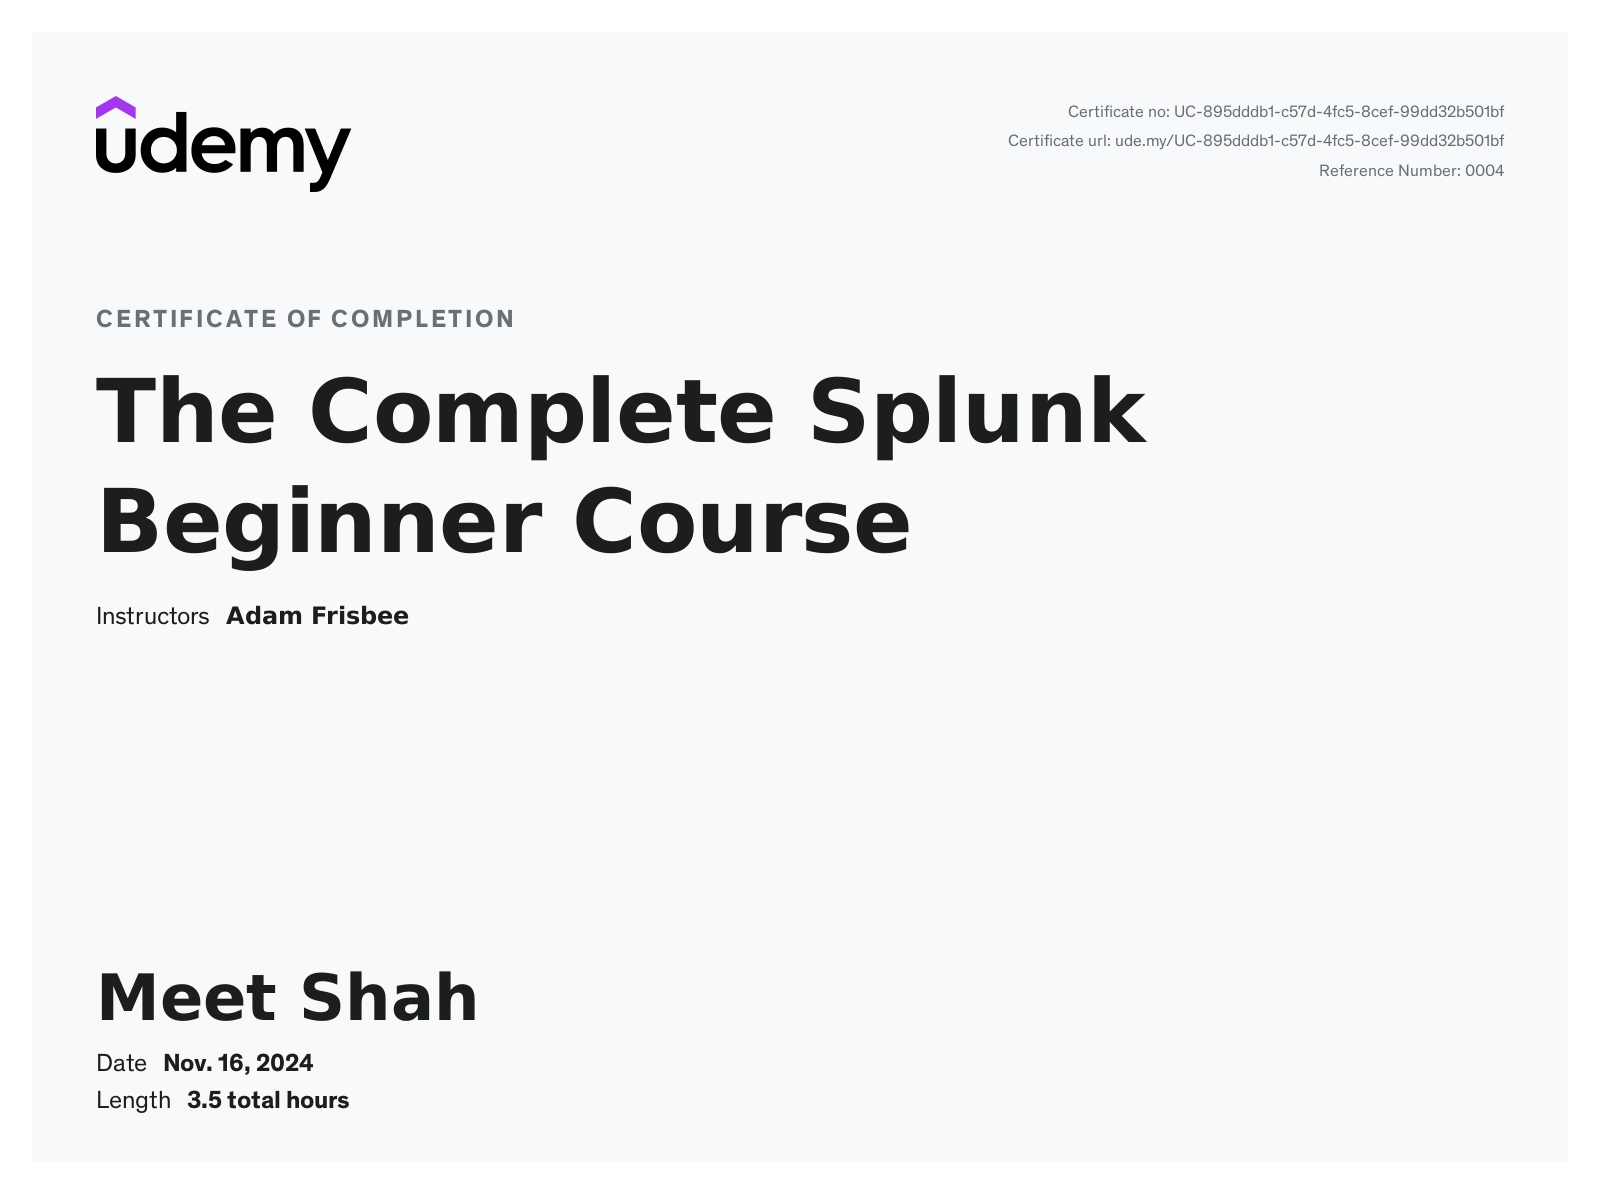 udemy
Certificate no: UC-895dddb1-c57d-4fc5-8cef-99dd32b501bf
Certificate url: ude.my/UC-895dddb1-c57d-4fc5-8cef-99dd32b501bf
Reference Number: 0004
CERTIFICATE OF COMPLETION
The Complete Splunk
Beginner Course
Instructors Adam Frisbee
Meet Shah
Date Nov. 16, 2024
Length 3.5 total hours